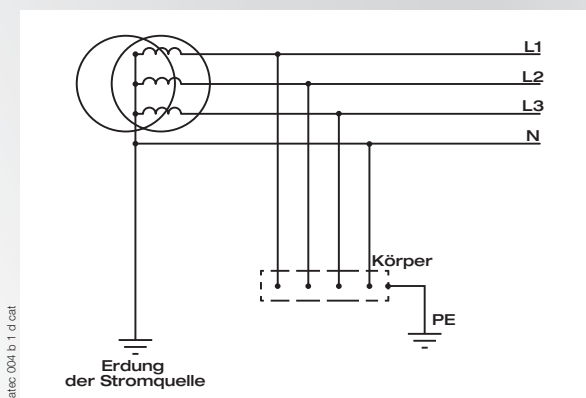 L1
L2
L3
N
Körper
PE
Erdung
der Stromquelle
atec 004 b 1 d cat